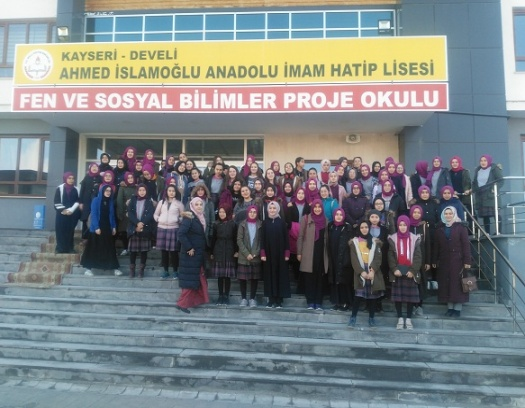 KAYSERİ - DEVELİ
AHMED İSLAMOĞLU ANADOLU İMAM HATİP LİSESİ
FEN VE SOSYAL BİLİMLER PROJE OKULU